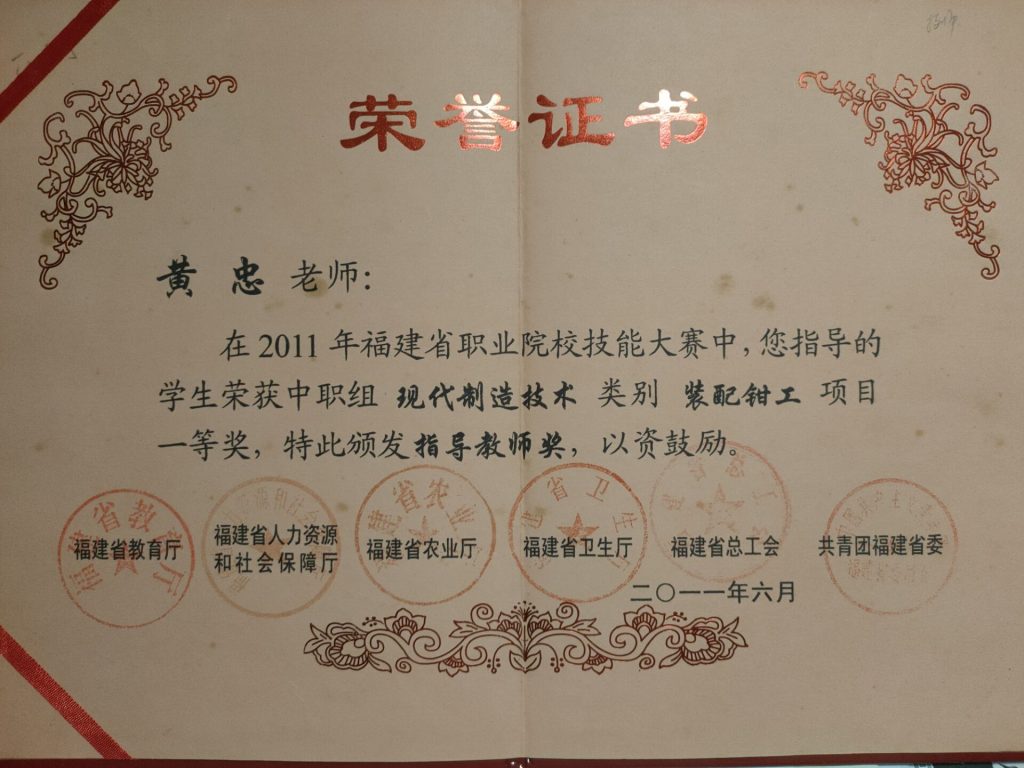 荣誉证书
黄忠 老师:
在2011年福建省职业院校技能大赛中,您指导的
学生荣获中职组 现代制造技术 类别 装配钳工 项目
一等奖,特此颁发指导教师奖,以资鼓励。
福建省教育厅 福建省人力资源和社会保障厅 福建省农业厅 福建省卫生厅 福建省总工会 共青团福建省委
二〇一一年六月